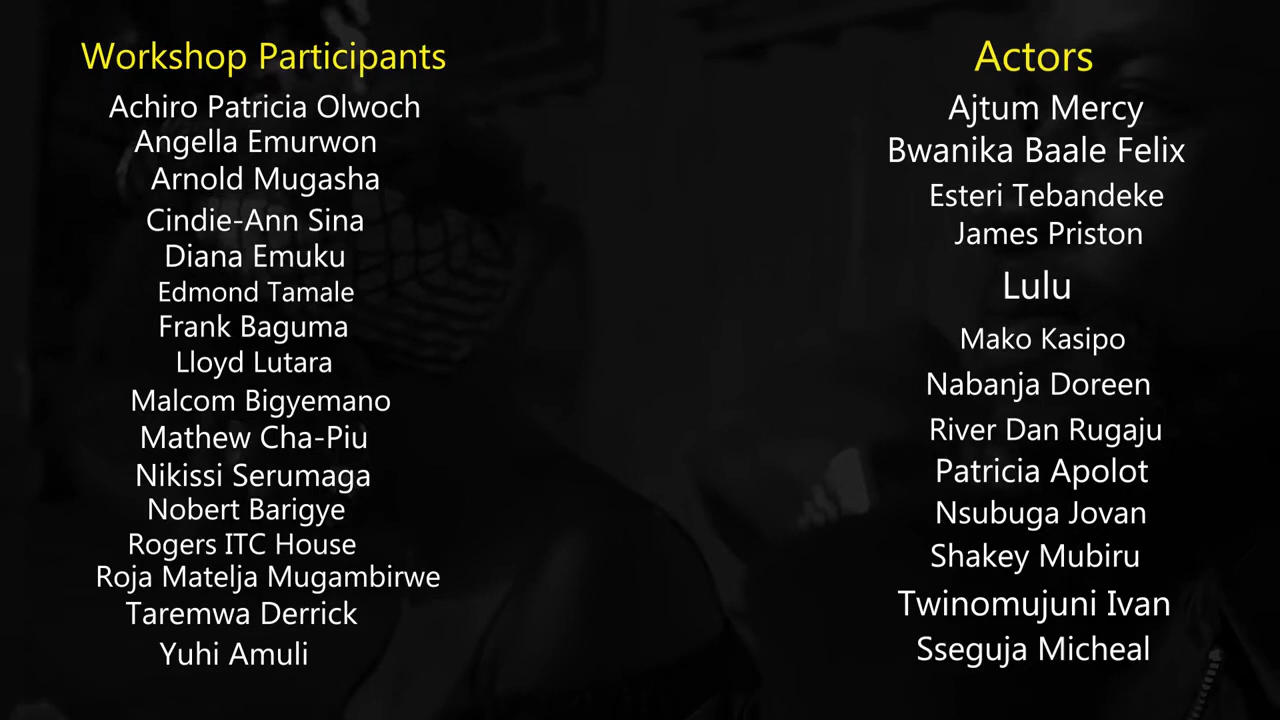 Workshop Participants
Achiro Patricia Olwoch
Angella Emurwon
Arnold Mugasha
Cindie-Ann Sina
Diana Emuku
Edmond Tamale
Frank Baguma
Lloyd Lutara
Malcom Bigyemano
Mathew Cha-Piu
Nikissi Serumaga
Nobert Barigye
Rogers ITC House
Roja Matelja Mugambirwe
Taremwa Derrick
Yuhi Amuli
Actors
Ajtum Mercy
Bwanika Baale Felix
Esteri Tebandeke
James Priston
Lulu
Mako Kasipo
Nabanja Doreen
River Dan Rugaju
Patricia Apolot
Nsubuga Jovan
Shakey Mubiru
Twinomujuni Ivan
Sseguja Micheal